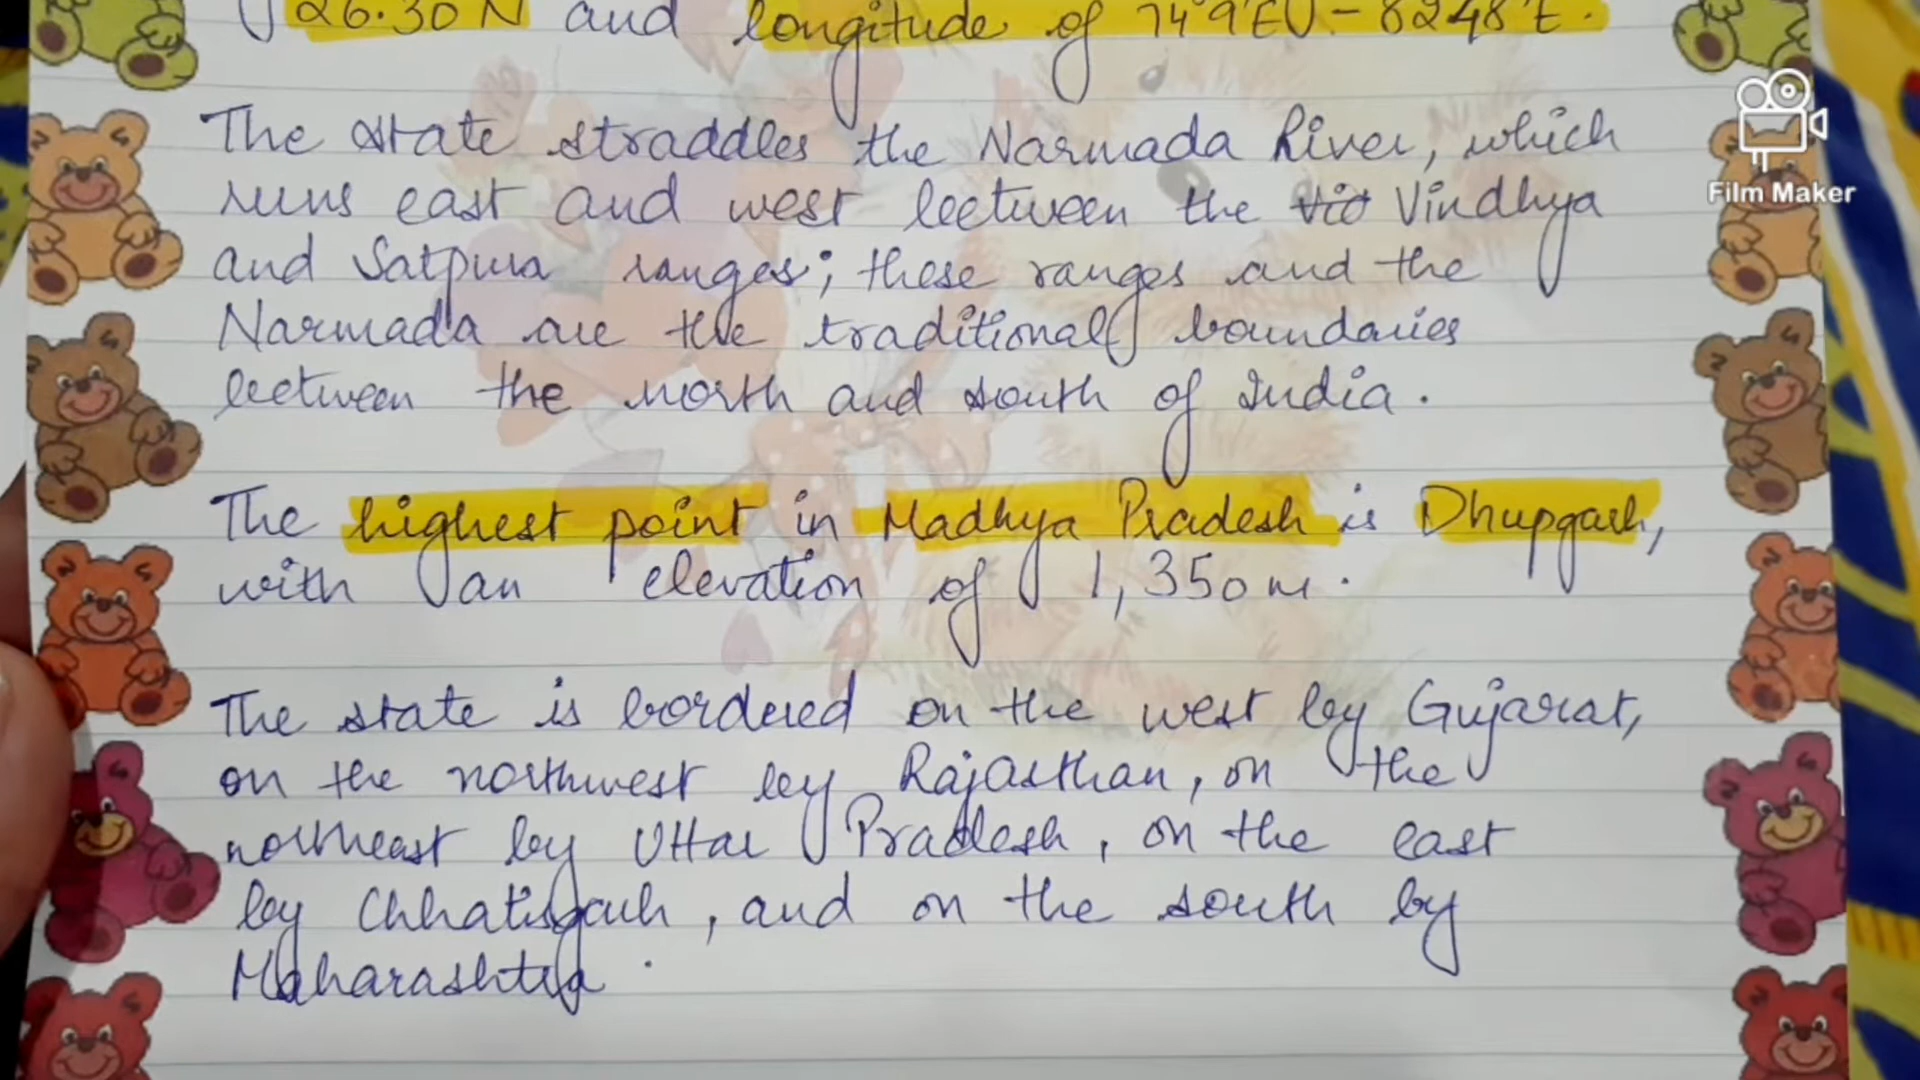 26.30 N and longitude of 74°9'EU - 82°48'E.
The state straddles the Narmada River, which
runs east and west between the Vindhya
and Satpura ranges; these ranges and the
Narmada are the traditional boundaries
between the north and south of India.
The highest point in Madhya Pradesh is Dhupgarh,
with an elevation of 1,350m.
The state is bordered on the west by Gujarat,
on the northwest by Rajasthan, on the
northeast by Uttar Pradesh, on the east
by Chhatisgarh, and on the south by
Maharashtra.
Film Maker